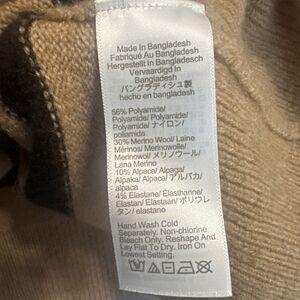 Made In Bangladesh
Fabriqué Au Bangladesh
Hergestellt in Bangladesch
Vervaardigd In
Bangladesh
バングラディシュ製
hecho en bangladesh
56% Polyamide/
Polyamide/ Polyamid/
Polyamide/ ナイロン/
poliamida
30% Merino Wool/ Laine
Mérinos/ Merinowolle/
Merinowol/ メリノウール/
Lana Merino
10% Alpaca/ Alpaga/
Alpaka/ Alpaca/ アルパカ/
alpaca
4% Elastane/ Élasthanne/
Elastan/ Elastaan/ ポリウレ
タン/ elastano
Hand Wash Cold
Separately. Non-chlorine
Bleach Only. Reshape And
Lay Flat To Dry. Iron On
Lowest Setting.